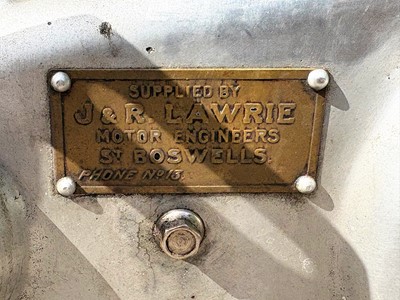 SUPPLIED BY
J & R. LAWRIE
MOTOR ENGINEERS
ST BOSWELLS.
PHONE NO 13.